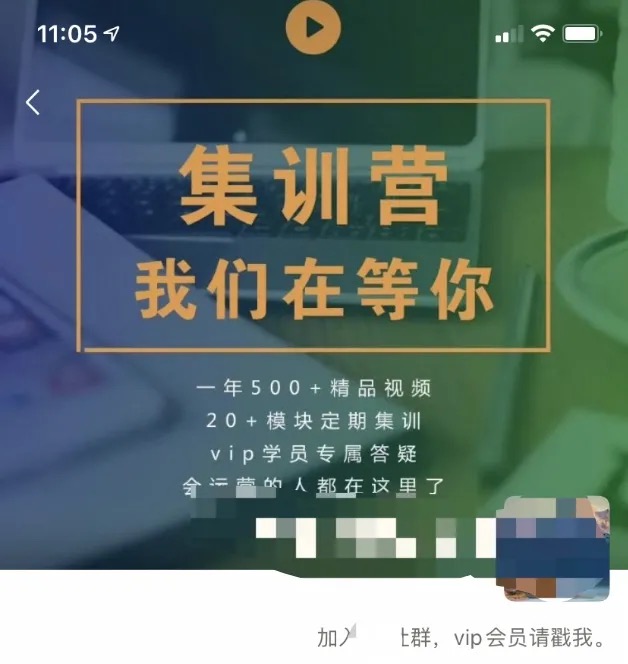 11:05
集训营
我们在等你
一年500+精品视频
20+模块定期集训
vip学员专属答疑
会运营的人都在这里了
加入 社群，vip会员请戳我。